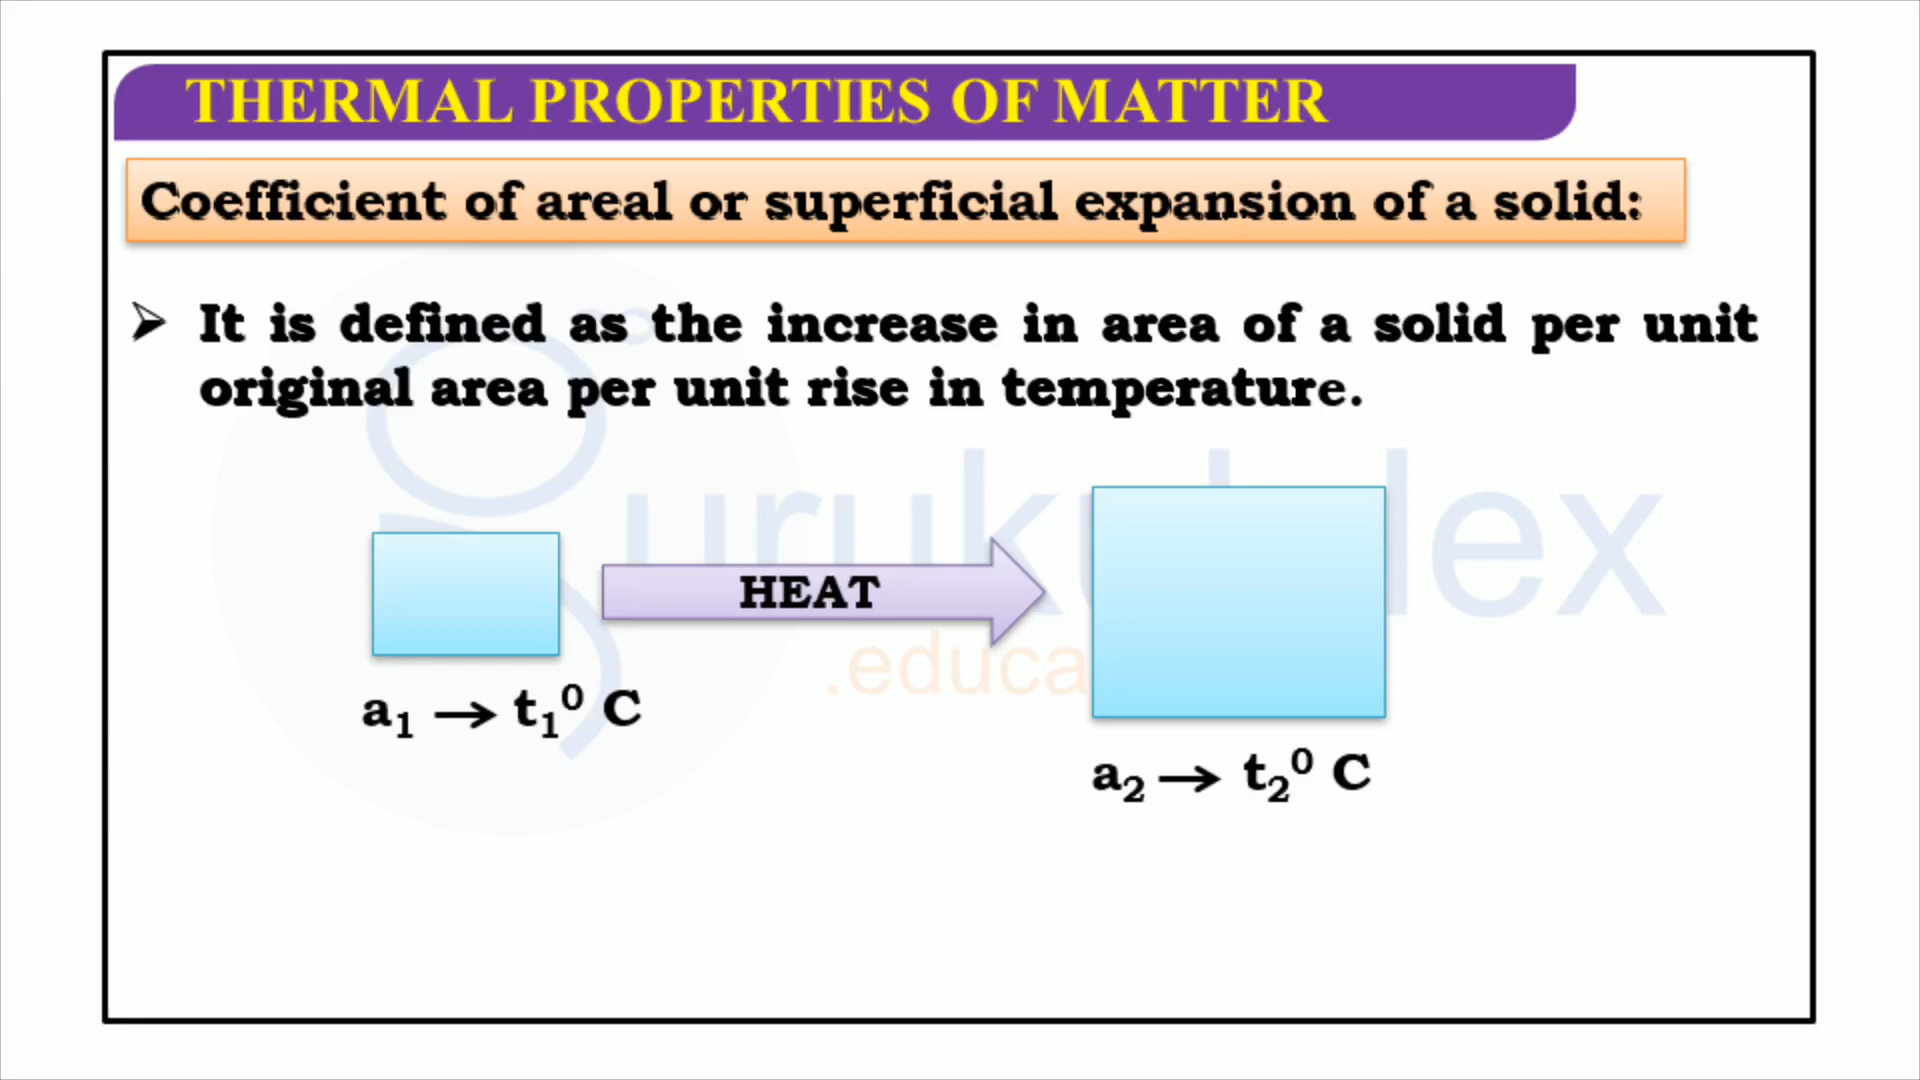 THERMAL PROPERTIES OF MATTER
Coefficient of areal or superficial expansion of a solid:
➢ It is defined as the increase in area of a solid per unit
original area per unit rise in temperature.
HEAT
a₁ → t₁⁰ C
a₂ → t₂⁰ C